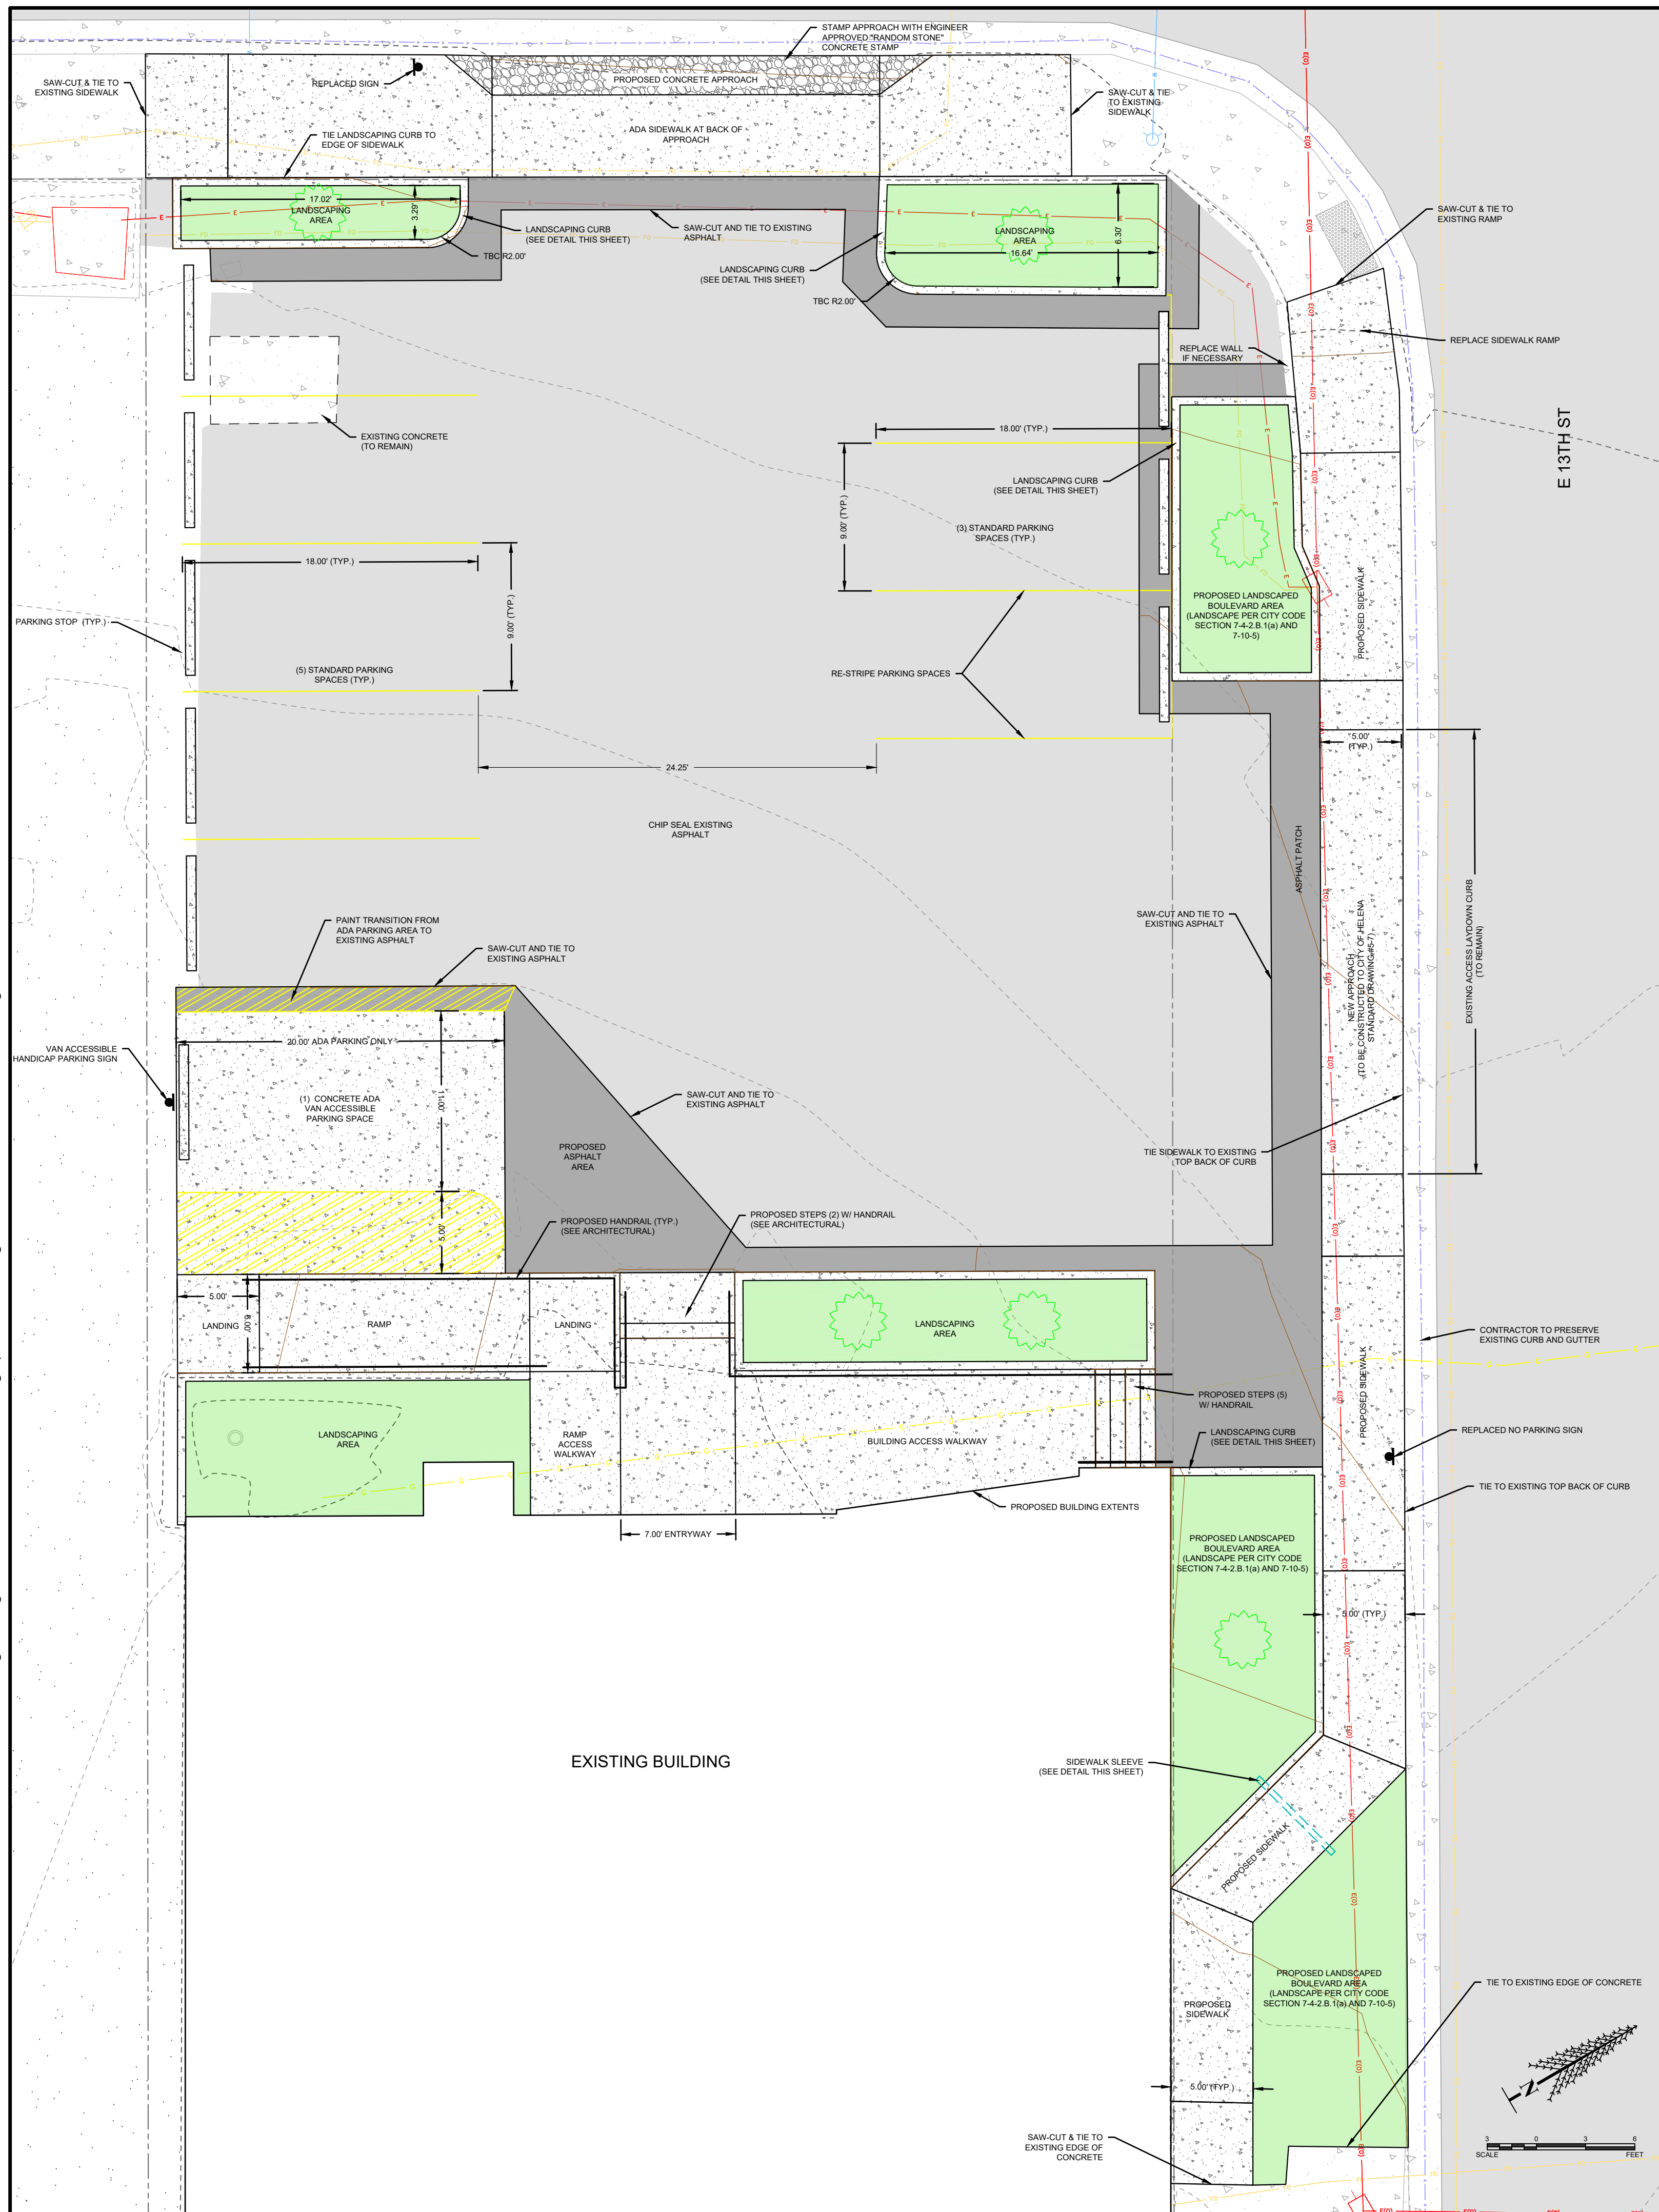 STAMP APPROACH WITH ENGINEER
APPROVED "RANDOM STONE"
CONCRETE STAMP
SAW-CUT & TIE TO
EXISTING SIDEWALK
REPLACED SIGN
PROPOSED CONCRETE APPROACH
SAW-CUT & TIE
TO EXISTING
SIDEWALK
TIE LANDSCAPING CURB TO
EDGE OF SIDEWALK
ADA SIDEWALK AT BACK OF
APPROACH
17.02'
LANDSCAPING
AREA
3.29'
LANDSCAPING CURB
(SEE DETAIL THIS SHEET)
TBC R2.00'
SAW-CUT AND TIE TO EXISTING
ASPHALT
LANDSCAPING CURB
(SEE DETAIL THIS SHEET)
TBC R2.00'
LANDSCAPING
AREA
16.64'
6.30'
SAW-CUT & TIE TO
EXISTING RAMP
REPLACE SIDEWALK RAMP
REPLACE WALL
IF NECESSARY
E 13TH ST
EXISTING CONCRETE
(TO REMAIN)
18.00' (TYP.)
LANDSCAPING CURB
(SEE DETAIL THIS SHEET)
9.00' (TYP.)
(3) STANDARD PARKING
SPACES (TYP.)
18.00' (TYP.)
9.00' (TYP.)
PROPOSED LANDSCAPED
BOULEVARD AREA
(LANDSCAPE PER CITY CODE
SECTION 7-4-2.B.1(a) AND
7-10-5)
PROPOSED SIDEWALK
PARKING STOP (TYP.)
(5) STANDARD PARKING
SPACES (TYP.)
RE-STRIPE PARKING SPACES
5.00'
(TYP.)
24.25'
CHIP SEAL EXISTING
ASPHALT
ASPHALT PATCH
NEW APPROACH
(TO BE CONSTRUCTED TO CITY OF HELENA
STANDARD DRAWING #5-7)
EXISTING ACCESS LAYDOWN CURB
(TO REMAIN)
PAINT TRANSITION FROM
ADA PARKING AREA TO
EXISTING ASPHALT
SAW-CUT AND TIE TO
EXISTING ASPHALT
SAW-CUT AND TIE TO
EXISTING ASPHALT
VAN ACCESSIBLE
HANDICAP PARKING SIGN
20.00' ADA PARKING ONLY
11.00'
(1) CONCRETE ADA
VAN ACCESSIBLE
PARKING SPACE
SAW-CUT AND TIE TO
EXISTING ASPHALT
PROPOSED
ASPHALT
AREA
TIE SIDEWALK TO EXISTING
TOP BACK OF CURB
5.00'
PROPOSED HANDRAIL (TYP.)
(SEE ARCHITECTURAL)
PROPOSED STEPS (2) W/ HANDRAIL
(SEE ARCHITECTURAL)
5.00'
6.00'
LANDING
RAMP
LANDING
LANDSCAPING
AREA
CONTRACTOR TO PRESERVE
EXISTING CURB AND GUTTER
PROPOSED SIDEWALK
PROPOSED STEPS (5)
W/ HANDRAIL
LANDSCAPING
AREA
RAMP
ACCESS
WALKWAY
BUILDING ACCESS WALKWAY
LANDSCAPING CURB
(SEE DETAIL THIS SHEET)
REPLACED NO PARKING SIGN
TIE TO EXISTING TOP BACK OF CURB
PROPOSED BUILDING EXTENTS
7.00' ENTRYWAY
PROPOSED LANDSCAPED
BOULEVARD AREA
(LANDSCAPE PER CITY CODE
SECTION 7-4-2.B.1(a) AND 7-10-5)
5.00' (TYP.)
EXISTING BUILDING
SIDEWALK SLEEVE
(SEE DETAIL THIS SHEET)
PROPOSED SIDEWALK
PROPOSED LANDSCAPED
BOULEVARD AREA
(LANDSCAPE PER CITY CODE
SECTION 7-4-2.B.1(a) AND 7-10-5)
PROPOSED
SIDEWALK
TIE TO EXISTING EDGE OF CONCRETE
5.00' (TYP.)
SAW-CUT & TIE TO
EXISTING EDGE OF
CONCRETE
N
3 0 3 6
SCALE FEET